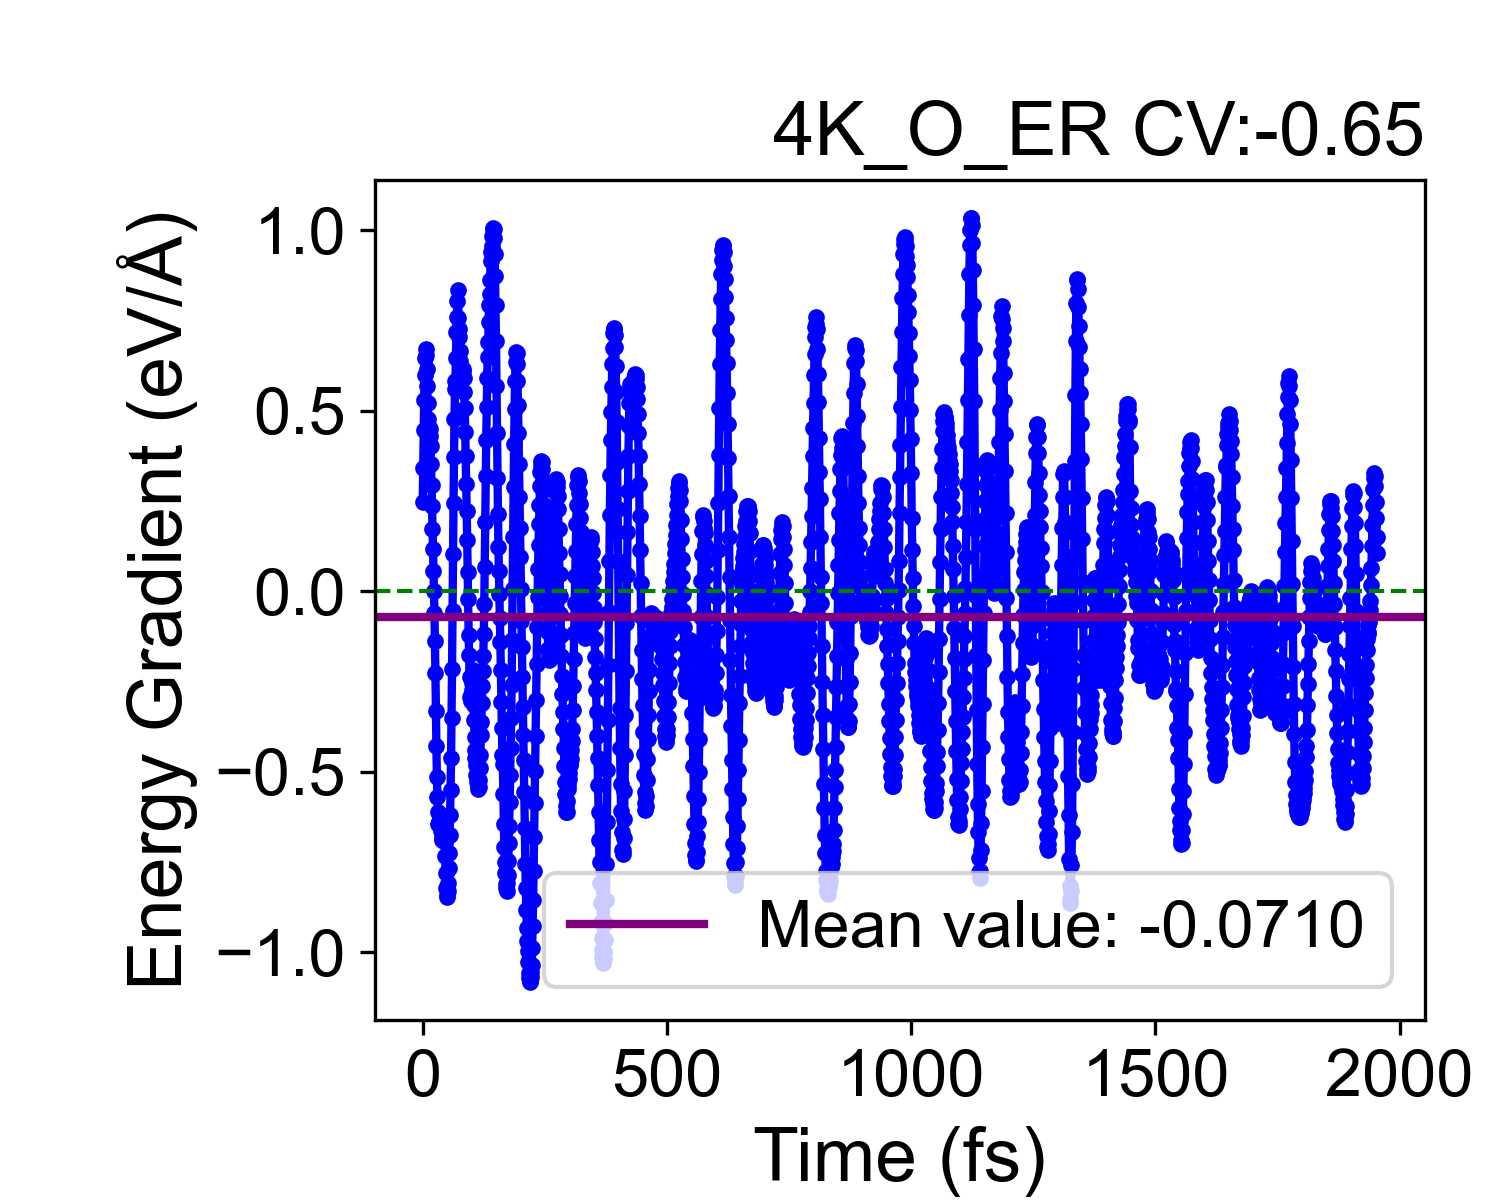 4K_O_ER CV:-0.65
Energy Gradient (eV/Å)
1.0
0.5
0.0
−0.5
−1.0
Mean value: -0.0710
0 500 1000 1500 2000
Time (fs)